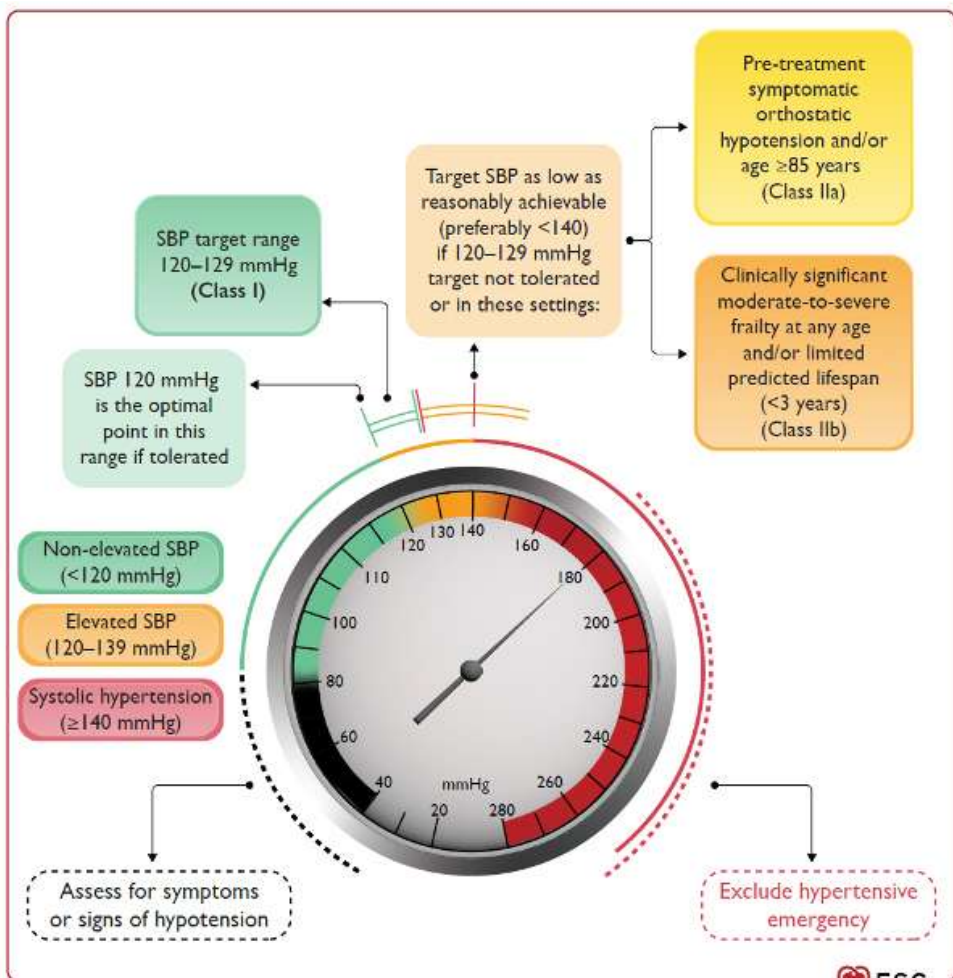 Pre-treatment
symptomatic
orthostatic
hypotension and/or
age ≥85 years
(Class IIa)
Target SBP as low as
reasonably achievable
(preferably <140)
if 120–129 mmHg
target not tolerated
or in these settings:
SBP target range
120–129 mmHg
(Class I)
Clinically significant
moderate-to-severe
frailty at any age
and/or limited
predicted lifespan
(<3 years)
(Class IIb)
SBP 120 mmHg
is the optimal
point in this
range if tolerated
Non-elevated SBP
(<120 mmHg)
Elevated SBP
(120–139 mmHg)
Systolic hypertension
(≥140 mmHg)
20
40
60
80
100
110
120
130
140
160
180
200
220
240
260
280
mmHg
Assess for symptoms
or signs of hypotension
Exclude hypertensive
emergency